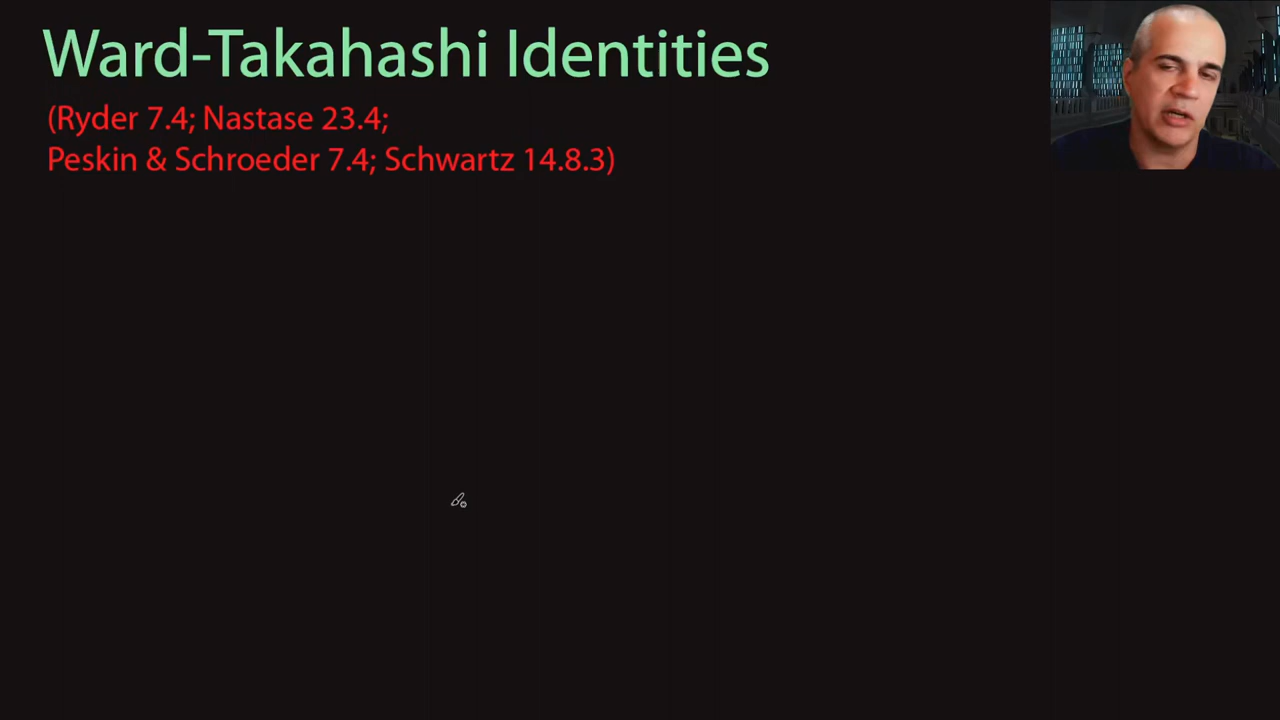 Ward-Takahashi Identities
(Ryder 7.4; Nastase 23.4;
Peskin & Schroeder 7.4; Schwartz 14.8.3)